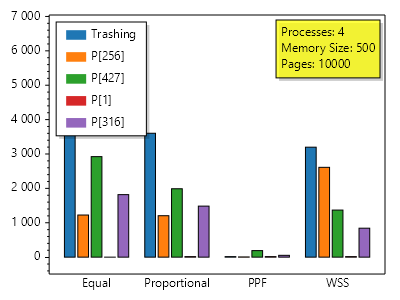 7 000
6 000
5 000
4 000
3 000
2 000
1 000
0
Trashing
P[256]
P[427]
P[1]
P[316]
Processes: 4
Memory Size: 500
Pages: 10000
Equal Proportional PPF WSS